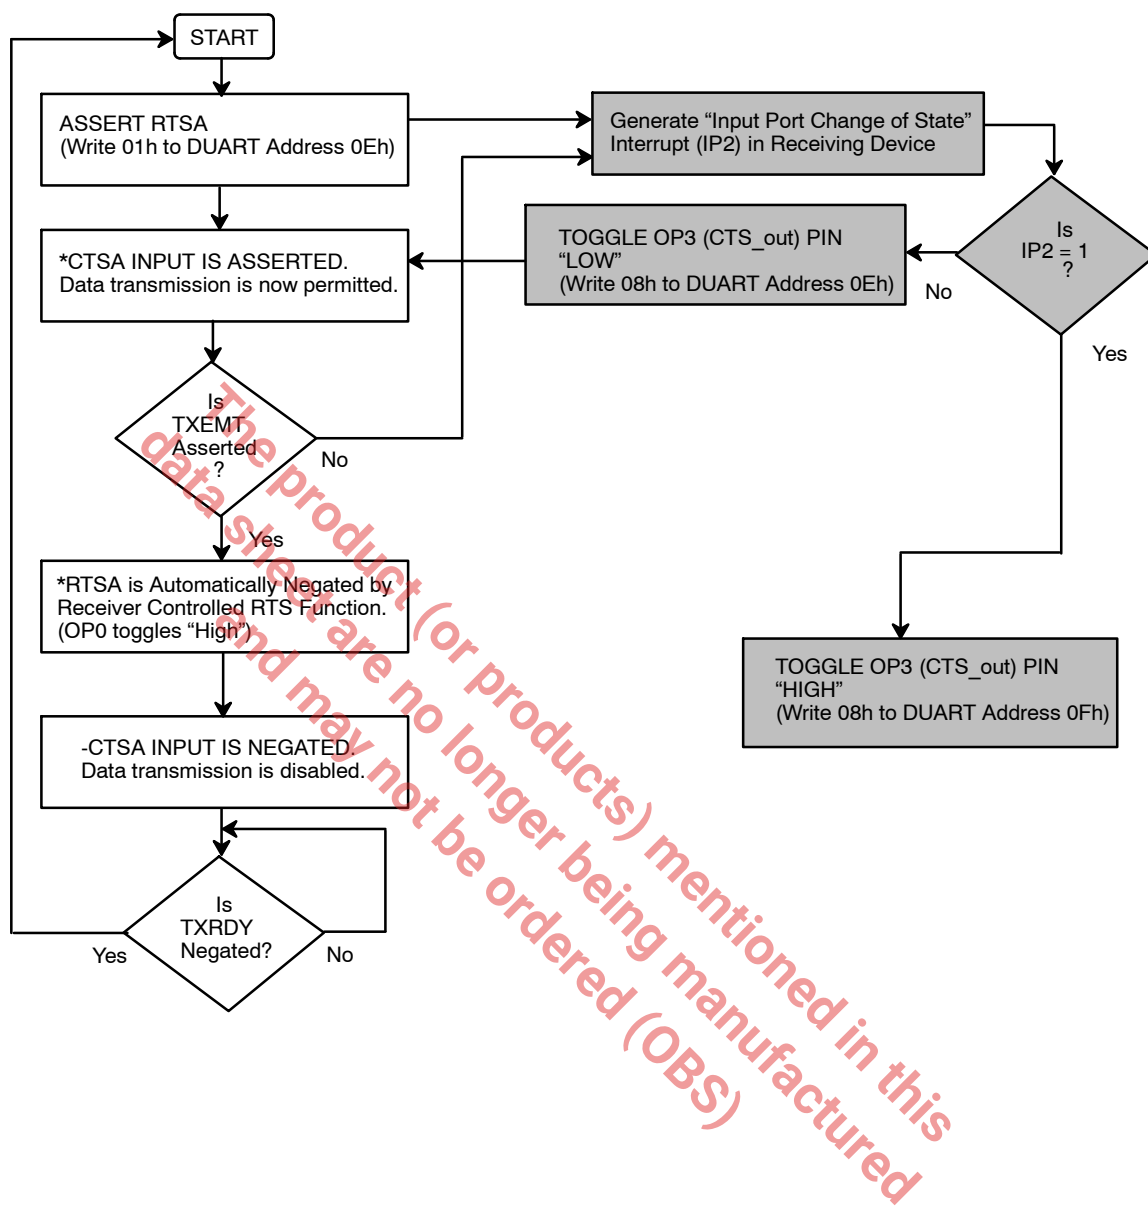 START
ASSERT RTSA
(Write 01h to DUART Address 0Eh)
Generate “Input Port Change of State”
Interrupt (IP2) in Receiving Device
Is
IP2 = 1
?
No
Yes
TOGGLE OP3 (CTS_out) PIN
“LOW”
(Write 08h to DUART Address 0Eh)
*CTSA INPUT IS ASSERTED.
Data transmission is now permitted.
Is
TXEMT
Asserted
?
No
Yes
*RTSA is Automatically Negated by
Receiver Controlled RTS Function.
(OP0 toggles “High”)
TOGGLE OP3 (CTS_out) PIN
“HIGH”
(Write 08h to DUART Address 0Fh)
-CTSA INPUT IS NEGATED.
Data transmission is disabled.
Is
TXRDY
Negated?
Yes
No
The product (or products) mentioned in this
data sheet are no longer being manufactured
and may not be ordered (OBS)